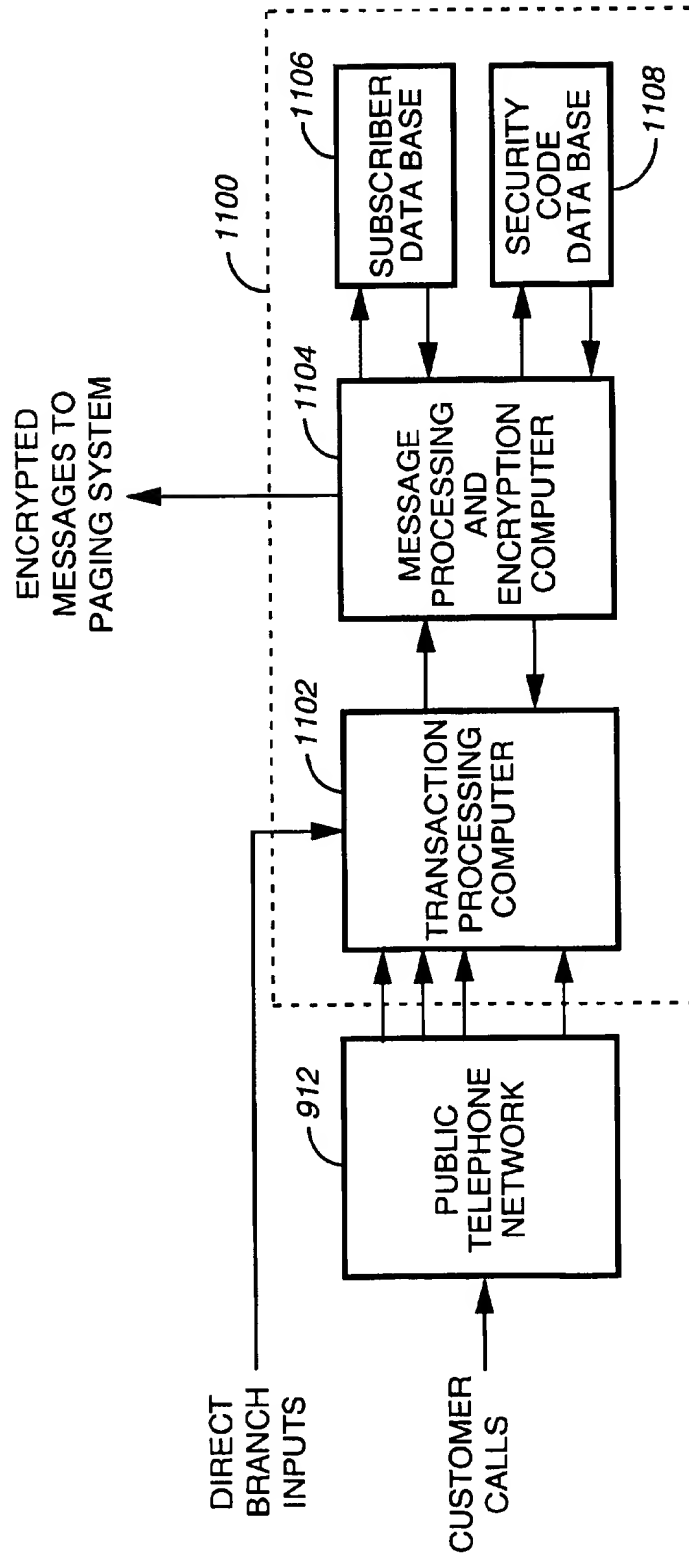 ENCRYPTED
MESSAGES TO
PAGING SYSTEM
1100
DIRECT
BRANCH
INPUTS
CUSTOMER
CALLS
912
PUBLIC
TELEPHONE
NETWORK
1102
TRANSACTION
PROCESSING
COMPUTER
1104
MESSAGE
PROCESSING
AND
ENCRYPTION
COMPUTER
1106
SUBSCRIBER
DATA BASE
SECURITY
CODE
DATA BASE
1108